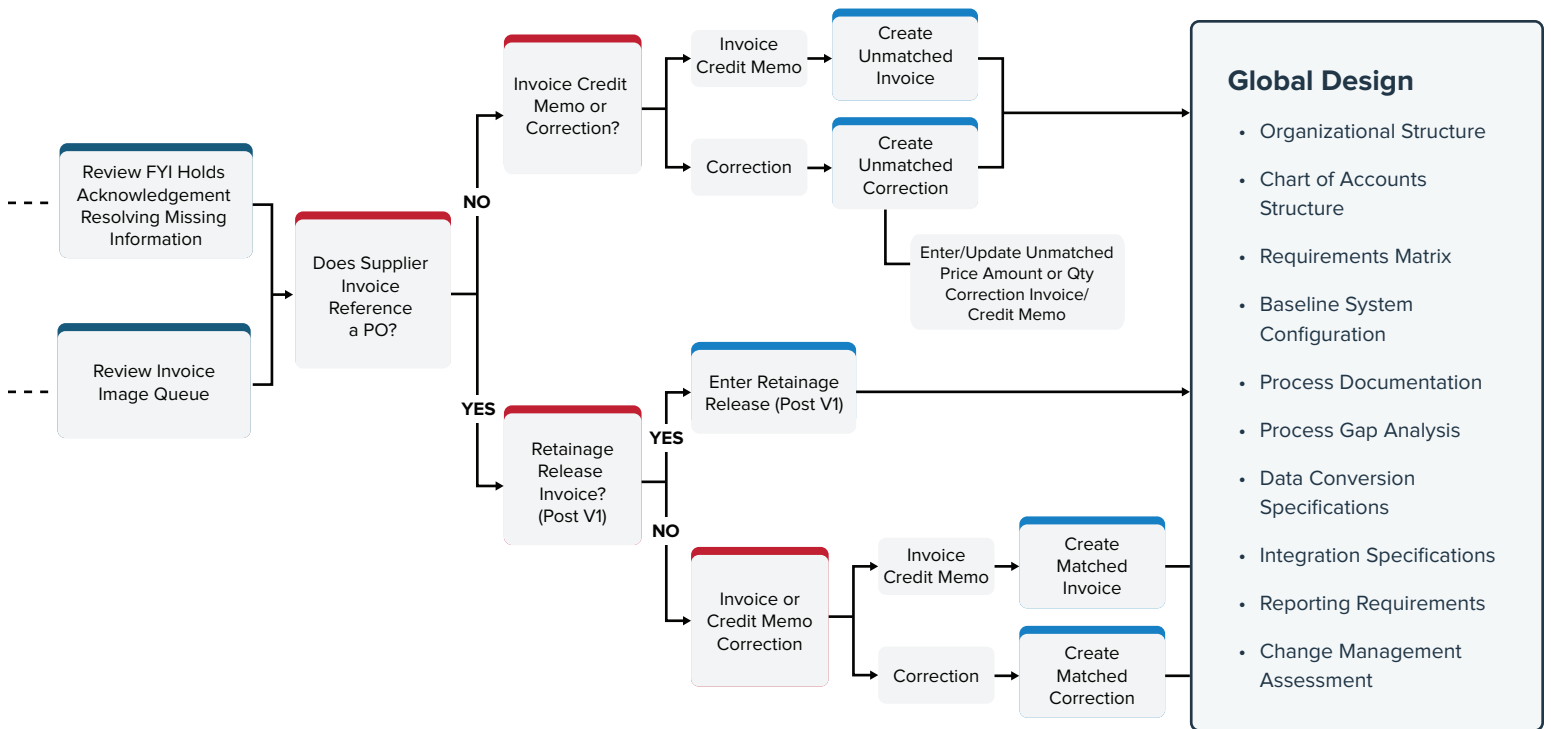 Review FYI Holds
Acknowledgement
Resolving Missing
Information
Review Invoice
Image Queue
Does Supplier
Invoice
Reference
a PO?
NO
YES
Invoice Credit
Memo or
Correction?
Invoice
Credit Memo
Create
Unmatched
Invoice
Correction
Create
Unmatched
Correction
Enter/Update Unmatched
Price Amount or Qty
Correction Invoice/
Credit Memo
Retainage
Release
Invoice?
(Post V1)
YES
NO
Enter Retainage
Release (Post V1)
Invoice or
Credit Memo
Correction
Invoice
Credit Memo
Create
Matched
Invoice
Correction
Create
Matched
Correction
Global Design
• Organizational Structure
• Chart of Accounts
Structure
• Requirements Matrix
• Baseline System
Configuration
• Process Documentation
• Process Gap Analysis
• Data Conversion
Specifications
• Integration Specifications
• Reporting Requirements
• Change Management
Assessment